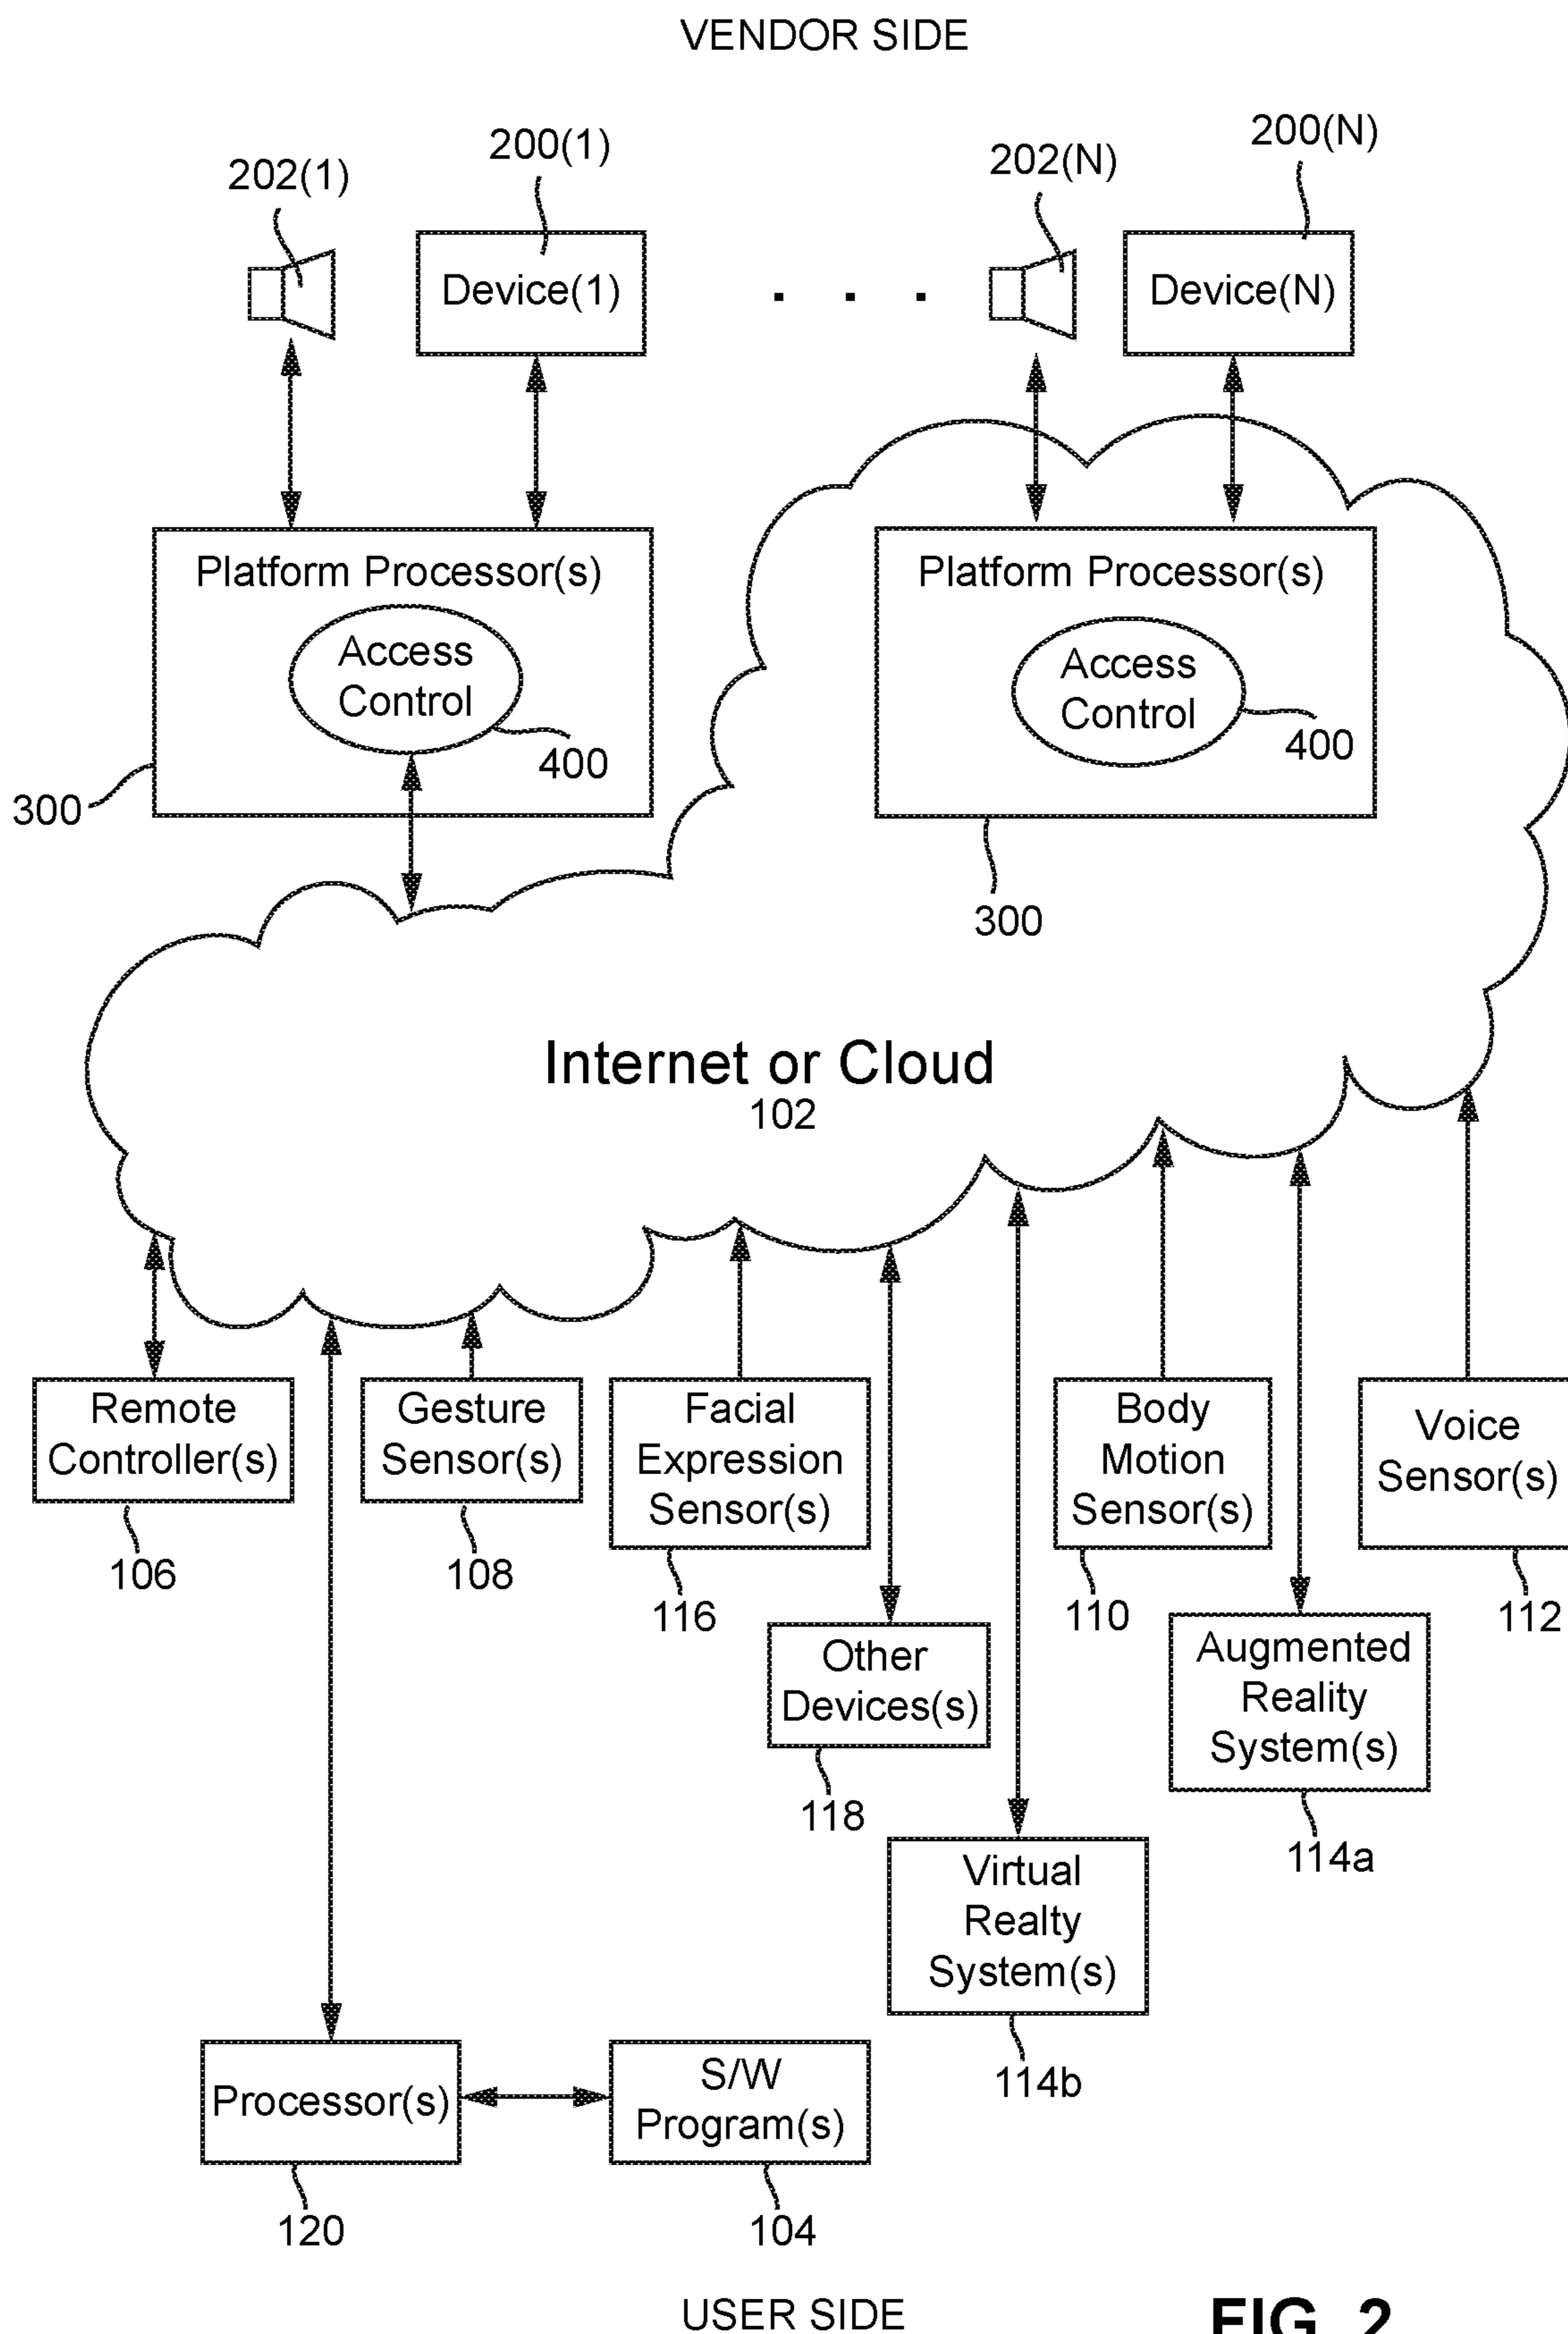 VENDOR SIDE
202(1)
200(1)
202(N)
200(N)
Device(1)
. . .
Device(N)
Platform Processor(s)
Access
Control
400
300
Platform Processor(s)
Access
Control
400
300
Internet or Cloud
102
Remote
Controller(s)
106
Gesture
Sensor(s)
108
Facial
Expression
Sensor(s)
116
Other
Devices(s)
118
Body
Motion
Sensor(s)
110
Voice
Sensor(s)
112
Augmented
Reality
System(s)
114a
Virtual
Realty
System(s)
114b
Processor(s)
120
S/W
Program(s)
104
USER SIDE
FIG. 2